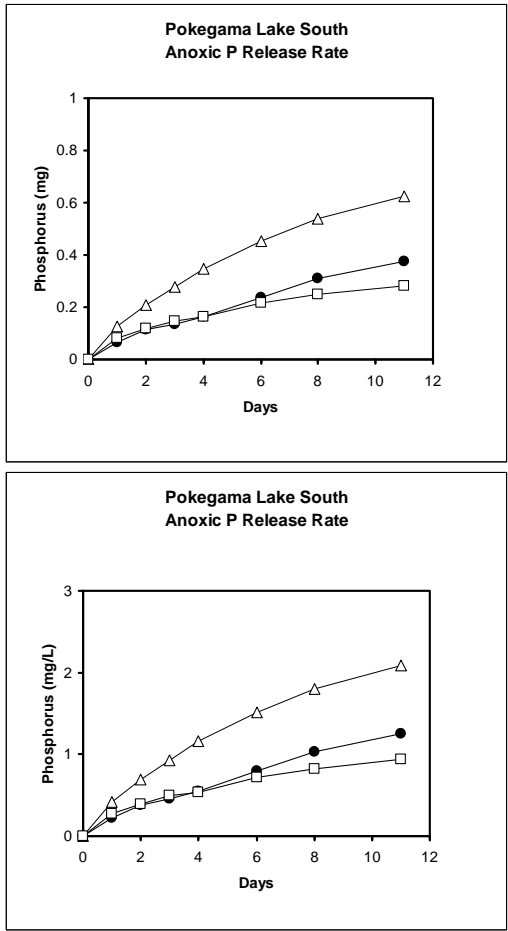 Pokegama Lake South
Anoxic P Release Rate
1
0.8
0.6
0.4
0.2
0
Phosphorus (mg)
0 2 4 6 8 10 12
Days
Pokegama Lake South
Anoxic P Release Rate
3
2
1
0
Phosphorus (mg/L)
0 2 4 6 8 10 12
Days